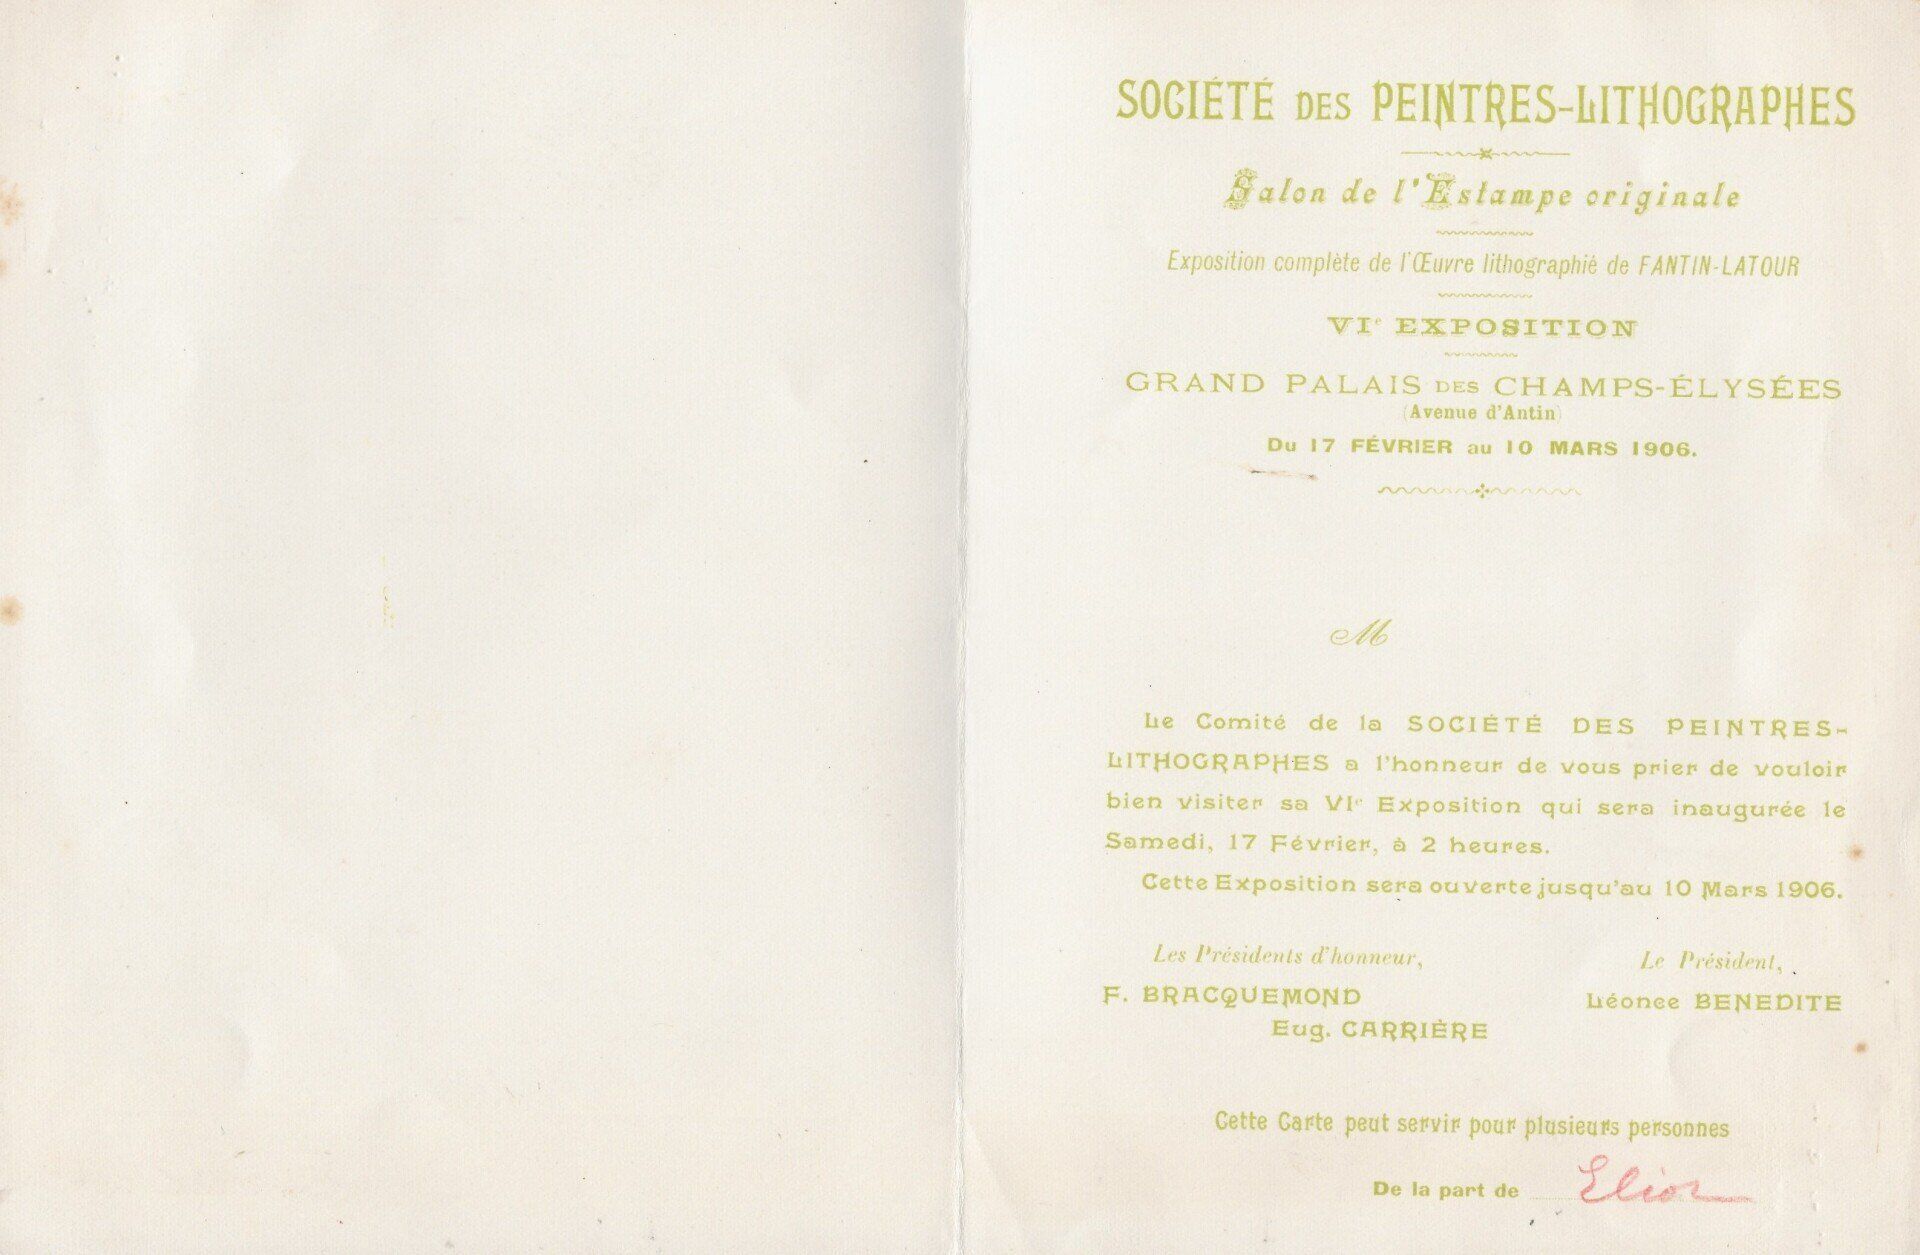 SOCIÉTÉ DES PEINTRES-LITHOGRAPHES
Salon de l'Estampe originale
Exposition complète de l'Œuvre lithographié de FANTIN-LATOUR
VIe EXPOSITION
GRAND PALAIS DES CHAMPS-ÉLYSÉES
(Avenue d'Antin)
Du 17 FÉVRIER au 10 MARS 1906.
M
Le Comité de la SOCIÉTÉ DES PEINTRES-
LITHOGRAPHES a l'honneur de vous prier de vouloir
bien visiter sa VIe Exposition qui sera inaugurée le
Samedi, 17 Février, à 2 heures.
Cette Exposition sera ouverte jusqu'au 10 Mars 1906.
Les Présidents d'honneur,
F. BRACQUEMOND
Eug. CARRIÈRE
Le Président,
Léonce BENEDITE
Cette Carte peut servir pour plusieurs personnes
De la part de Eliot